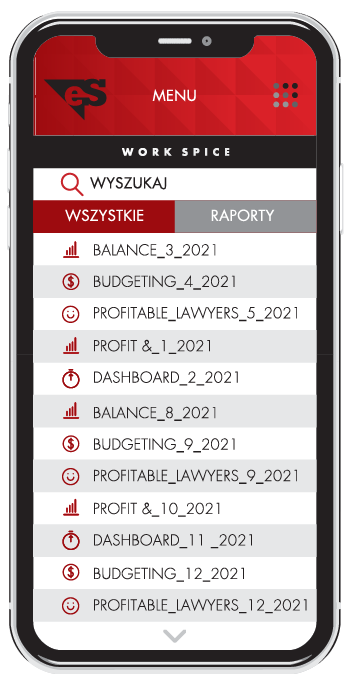 eS
MENU
WORK SPICE
WYSZUKAJ
WSZYSTKIE RAPORTY
BALANCE_3_2021
BUDGETING_4_2021
PROFITABLE_LAWYERS_5_2021
PROFIT &_1_2021
DASHBOARD_2_2021
BALANCE_8_2021
BUDGETING_9_2021
PROFITABLE_LAWYERS_9_2021
PROFIT &_10_2021
DASHBOARD_11 _2021
BUDGETING_12_2021
PROFITABLE_LAWYERS_12_2021